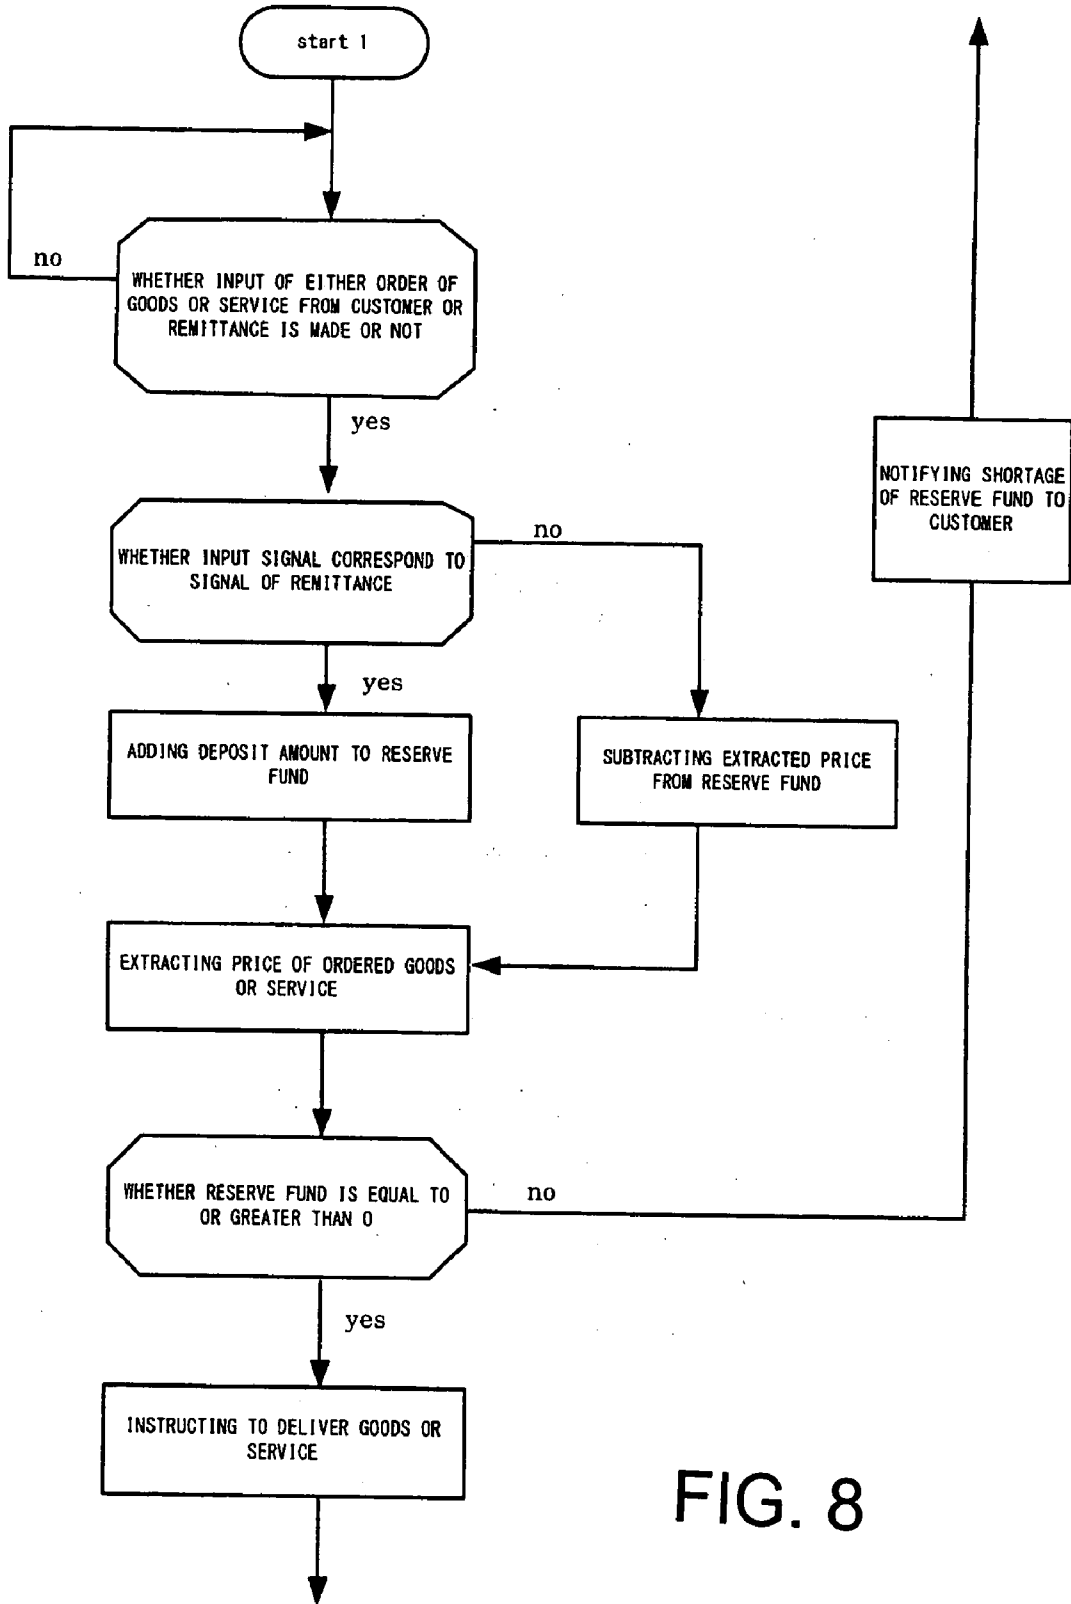 start 1
no
WHETHER INPUT OF EITHER ORDER OF
GOODS OR SERVICE FROM CUSTOMER OR
REMITTANCE IS MADE OR NOT
yes
WHETHER INPUT SIGNAL CORRESPOND TO
SIGNAL OF REMITTANCE
no
yes
ADDING DEPOSIT AMOUNT TO RESERVE
FUND
SUBTRACTING EXTRACTED PRICE
FROM RESERVE FUND
EXTRACTING PRICE OF ORDERED GOODS
OR SERVICE
WHETHER RESERVE FUND IS EQUAL TO
OR GREATER THAN 0
no
NOTIFYING SHORTAGE
OF RESERVE FUND TO
CUSTOMER
yes
INSTRUCTING TO DELIVER GOODS OR
SERVICE
FIG. 8